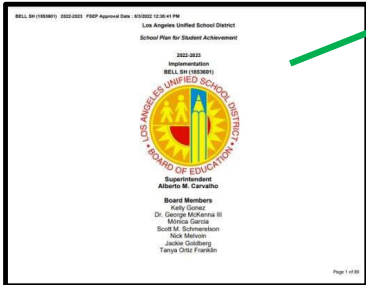 BELL SH (1853601) 2022-2023 FSEP Approval Date : 8/3/2022 12:38:41 PM
Los Angeles Unified School District
School Plan for Student Achievement
2022-2023
Implementation
BELL SH (1853601)
LOS ANGELES UNIFIED SCHOOL DISTRICT
BOARD OF EDUCATION
Superintendent
Alberto M. Carvalho
Board Members
Kelly Gonez
Dr. George McKenna III
Mónica García
Scott M. Schmerelson
Nick Melvoin
Jackie Goldberg
Tanya Ortiz Franklin
Page 1 of 89